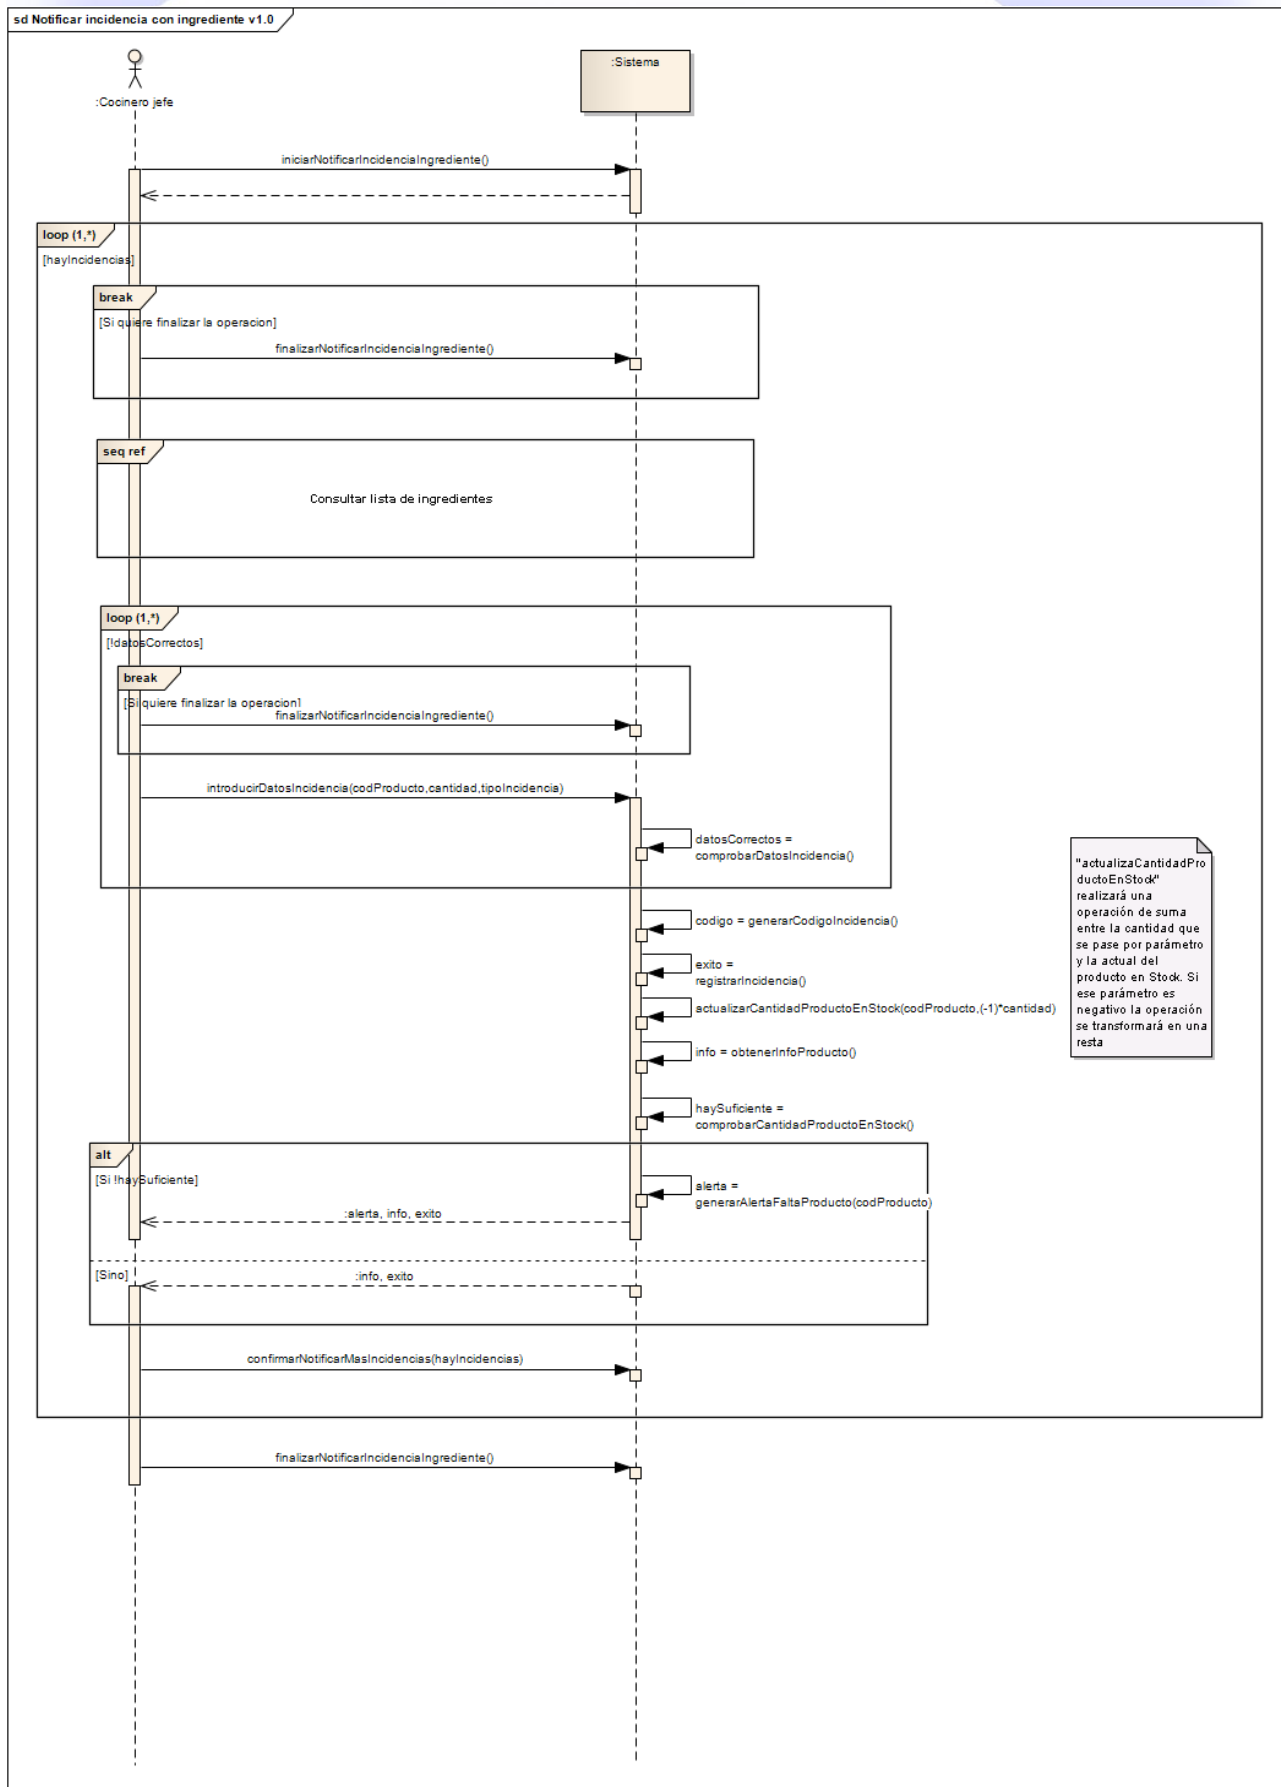 sd Notificar incidencia con ingrediente v1.0
:Cocinero jefe
:Sistema
iniciarNotificarIncidenciaIngrediente()
loop (1,*)
[hayIncidencias]
break
[Si quiere finalizar la operacion]
finalizarNotificarIncidenciaIngrediente()
seq ref
Consultar lista de ingredientes
loop (1,*)
[!datosCorrectos]
break
[Si quiere finalizar la operacion]
finalizarNotificarIncidenciaIngrediente()
introducirDatosIncidencia(codProducto,cantidad,tipoIncidencia)
datosCorrectos =
comprobarDatosIncidencia()
"actualizaCantidadPro
ductoEnStock"
realizará una
operación de suma
entre la cantidad que
se pase por parámetro
y la actual del
producto en Stock. Si
ese parámetro es
negativo la operación
se transformará en una
resta
codigo = generarCodigoIncidencia()
exito =
registrarIncidencia()
actualizarCantidadProductoEnStock(codProducto,(-1)*cantidad)
info = obtenerInfoProducto()
haySuficiente =
comprobarCantidadProductoEnStock()
alt
[Si !haySuficiente]
alerta =
generarAlertaFaltaProducto(codProducto)
:alerta, info, exito
[Sino]
:info, exito
confirmarNotificarMasIncidencias(hayIncidencias)
finalizarNotificarIncidenciaIngrediente()